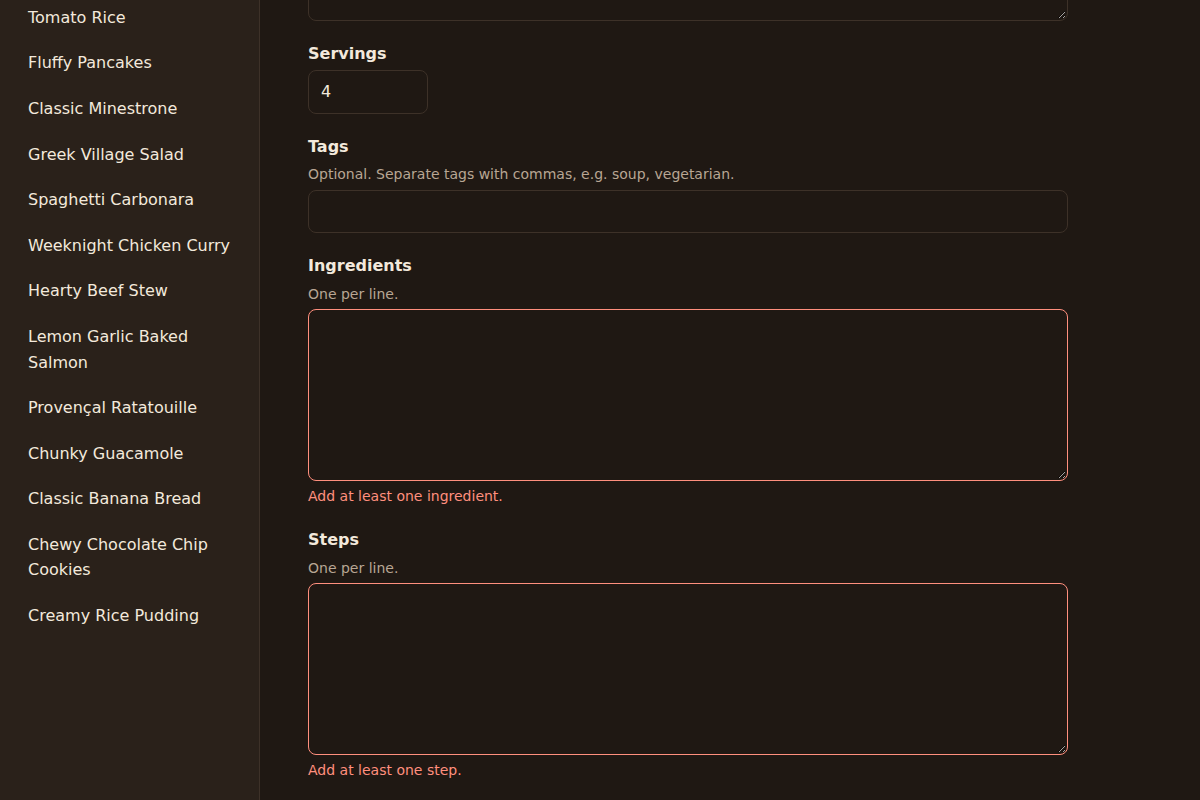 Tomato Rice
Fluffy Pancakes
Classic Minestrone
Greek Village Salad
Spaghetti Carbonara
Weeknight Chicken Curry
Hearty Beef Stew
Lemon Garlic Baked
Salmon
Provençal Ratatouille
Chunky Guacamole
Classic Banana Bread
Chewy Chocolate Chip
Cookies
Creamy Rice Pudding
Servings
4
Tags
Optional. Separate tags with commas, e.g. soup, vegetarian.
Ingredients
One per line.
Add at least one ingredient.
Steps
One per line.
Add at least one step.